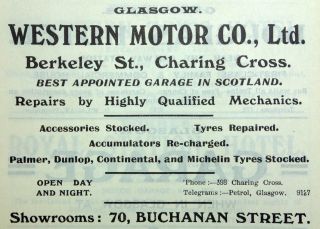 GLASGOW.
WESTERN MOTOR CO., Ltd.
Berkeley St., Charing Cross.
BEST APPOINTED GARAGE IN SCOTLAND.
Repairs by Highly Qualified Mechanics.
Accessories Stocked. Tyres Repaired.
Accumulators Re-charged.
Palmer, Dunlop, Continental, and Michelin Tyres Stocked.
OPEN DAY AND NIGHT.
'Phone:—398 Charing Cross.
Telegrams:—Petrol, Glasgow. 9127
Showrooms: 70, BUCHANAN STREET.